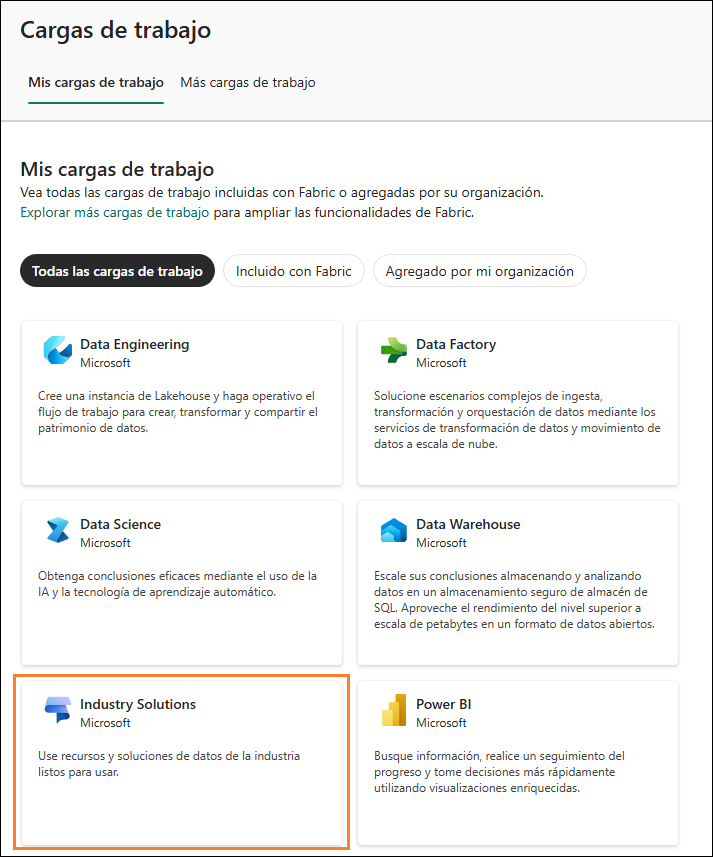 Cargas de trabajo
Mis cargas de trabajo
Más cargas de trabajo
Mis cargas de trabajo
Vea todas las cargas de trabajo incluidas con Fabric o agregadas por su organización.
Explorar más cargas de trabajo para ampliar las funcionalidades de Fabric.
Todas las cargas de trabajo
Incluido con Fabric
Agregado por mi organización
Data Engineering
Microsoft
Cree una instancia de Lakehouse y haga operativo el
flujo de trabajo para crear, transformar y compartir el
patrimonio de datos.
Data Factory
Microsoft
Solucione escenarios complejos de ingesta,
transformación y orquestación de datos mediante los
servicios de transformación de datos y movimiento de
datos a escala de nube.
Data Science
Microsoft
Obtenga conclusiones eficaces mediante el uso de la
IA y la tecnología de aprendizaje automático.
Data Warehouse
Microsoft
Escale sus conclusiones almacenando y analizando
datos en un almacenamiento seguro de almacén de
SQL. Aproveche el rendimiento del nivel superior a
escala de petabytes en un formato de datos abiertos.
Industry Solutions
Microsoft
Use recursos y soluciones de datos de la industria
listos para usar.
Power BI
Microsoft
Busque información, realice un seguimiento del
progreso y tome decisiones más rápidamente
utilizando visualizaciones enriquecidas.